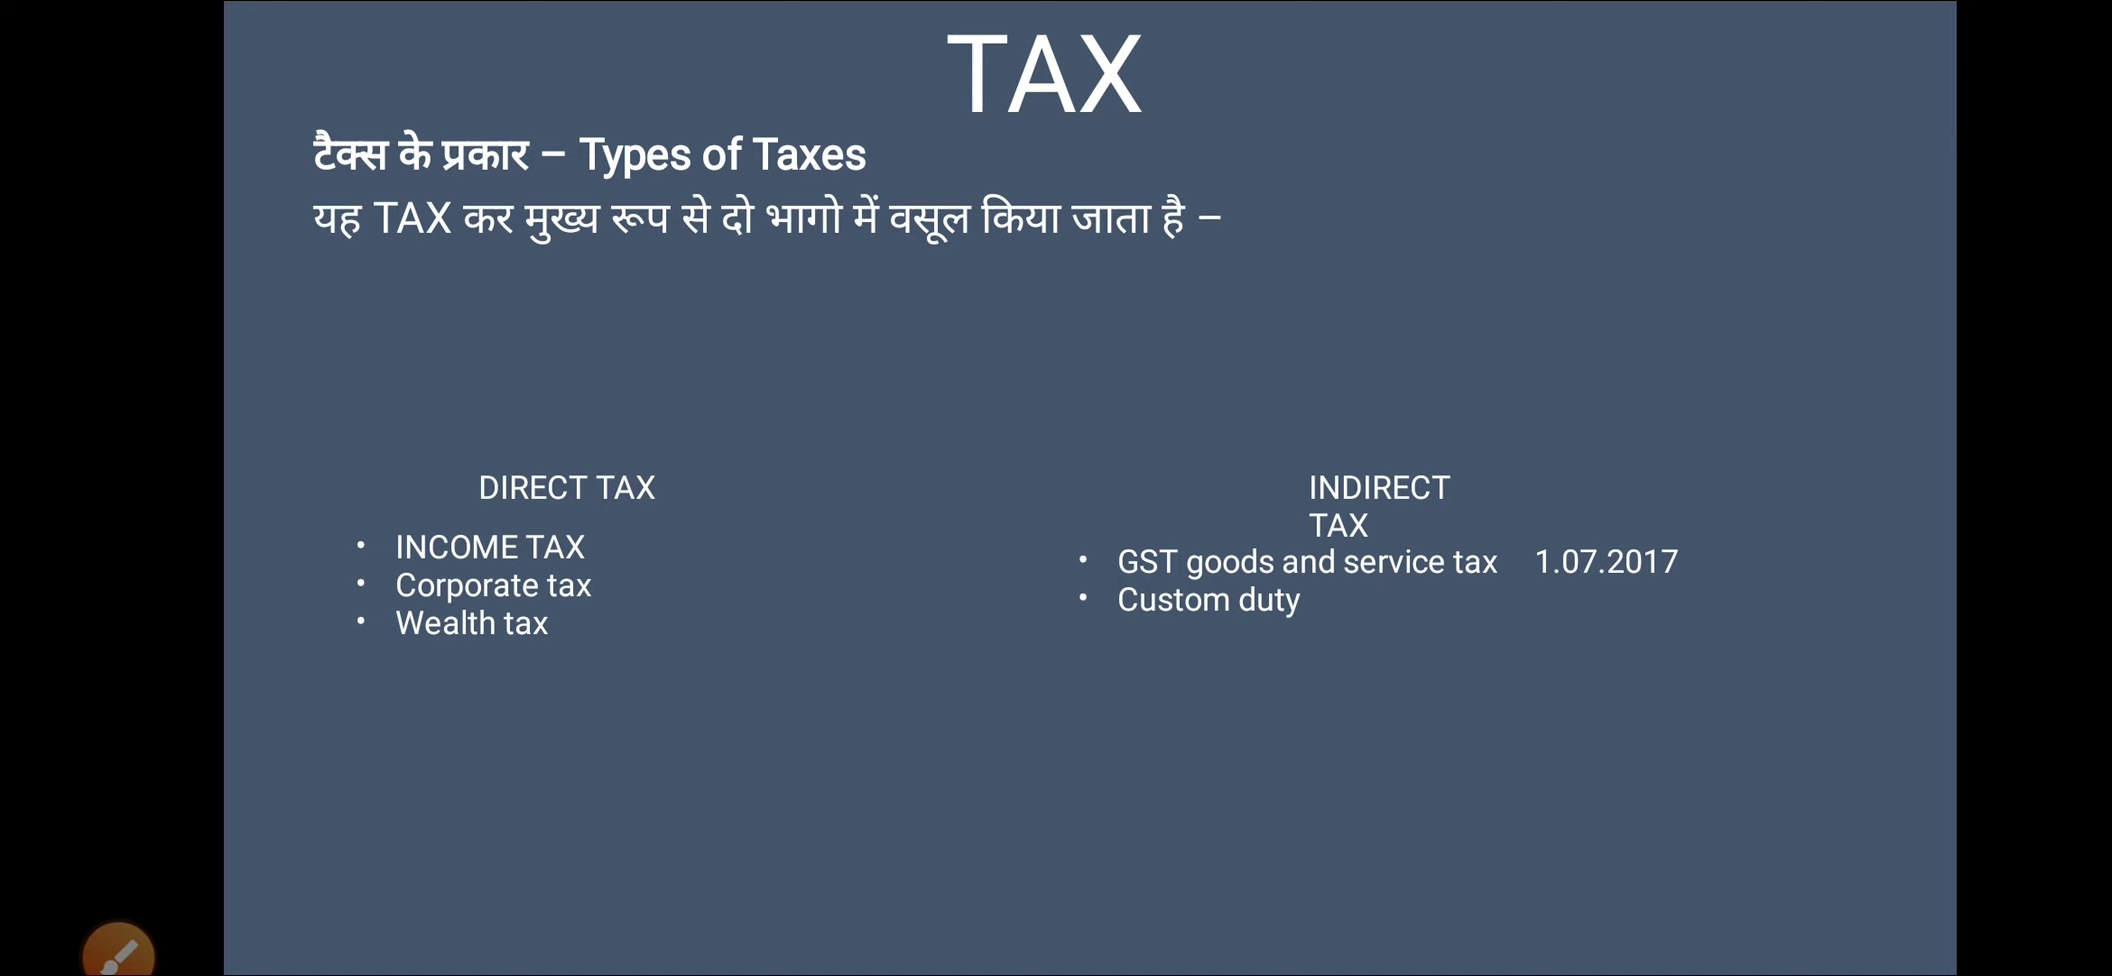 TAX
टैक्स के प्रकार – Types of Taxes
यह TAX कर मुख्य रूप से दो भागो में वसूल किया जाता है –
DIRECT TAX
• INCOME TAX
• Corporate tax
• Wealth tax
INDIRECT
TAX
• GST goods and service tax 1.07.2017
• Custom duty